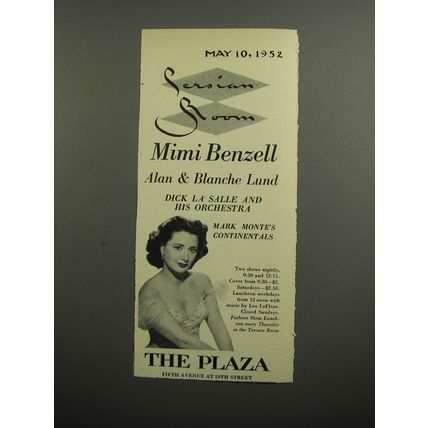 MAY 10, 1952
Persian
Room
Mimi Benzell
Alan & Blanche Lund
DICK LA SALLE AND
HIS ORCHESTRA
MARK MONTE'S
CONTINENTALS
Two shows nightly,
9:30 and 12:15.
Cover from 9:30—$2.
Saturdays—$2.50.
Luncheon weekdays
from 12 noon with
music by Leo LeFleur.
Closed Sundays.
Fashion Show Lunch-
eon every Thursday
in the Terrace Room
THE PLAZA
FIFTH AVENUE AT 59TH STREET